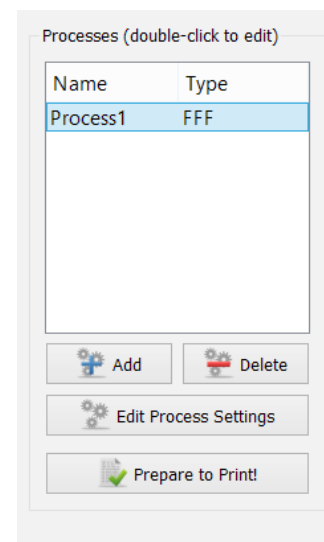 Processes (double-click to edit)
Name Type
Process1 FFF
Add Delete
Edit Process Settings
Prepare to Print!